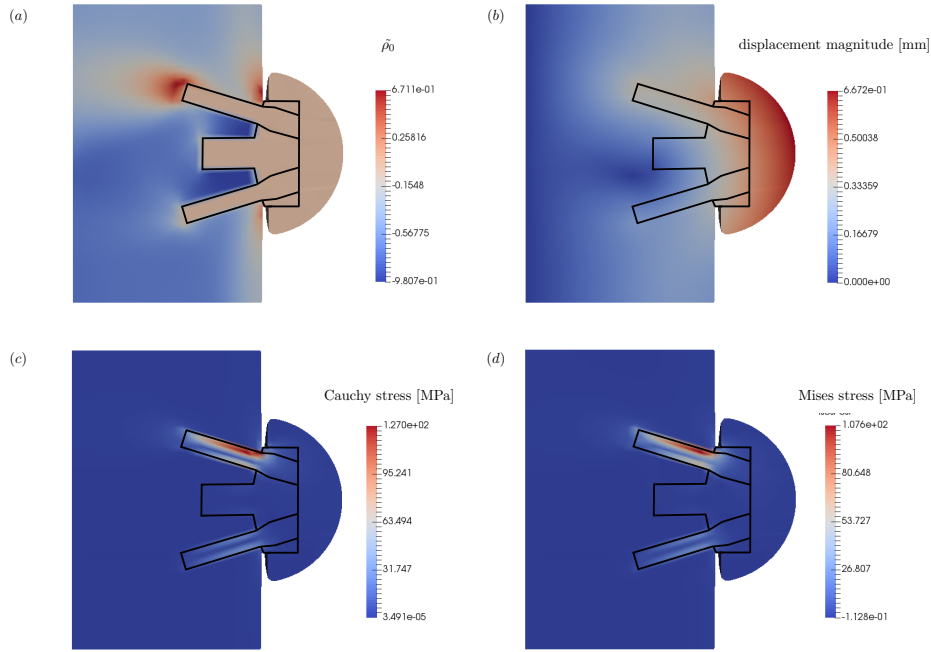 (a)
ρ̃₀
6.711e-01
0.25816
-0.1548
-0.56775
-9.807e-01
(b)
displacement magnitude [mm]
6.672e-01
0.50038
0.33359
0.16679
0.000e+00
(c)
Cauchy stress [MPa]
1.270e+02
95.241
63.494
31.747
3.491e-05
(d)
Mises stress [MPa]
1.076e+02
80.648
53.727
26.807
-1.128e-01